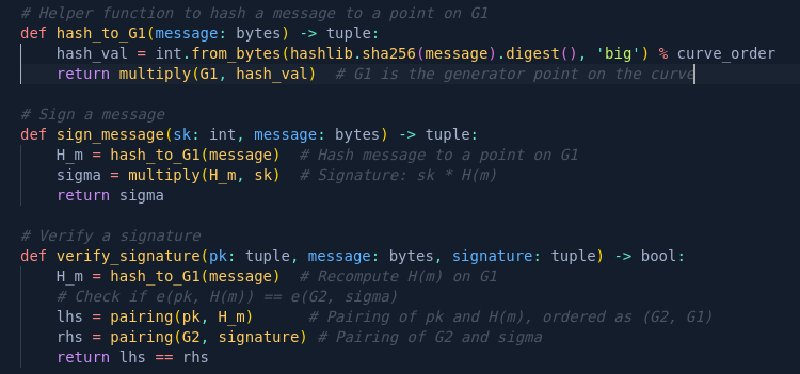 # Helper function to hash a message to a point on G1
def hash_to_G1(message: bytes) -> tuple:
    hash_val = int.from_bytes(hashlib.sha256(message).digest(), 'big') % curve_order
    return multiply(G1, hash_val)  # G1 is the generator point on the curve

# Sign a message
def sign_message(sk: int, message: bytes) -> tuple:
    H_m = hash_to_G1(message)  # Hash message to a point on G1
    sigma = multiply(H_m, sk)  # Signature: sk * H(m)
    return sigma

# Verify a signature
def verify_signature(pk: tuple, message: bytes, signature: tuple) -> bool:
    H_m = hash_to_G1(message)  # Recompute H(m) on G1
    # Check if e(pk, H(m)) == e(G2, sigma)
    lhs = pairing(pk, H_m)      # Pairing of pk and H(m), ordered as (G2, G1)
    rhs = pairing(G2, signature) # Pairing of G2 and sigma
    return lhs == rhs